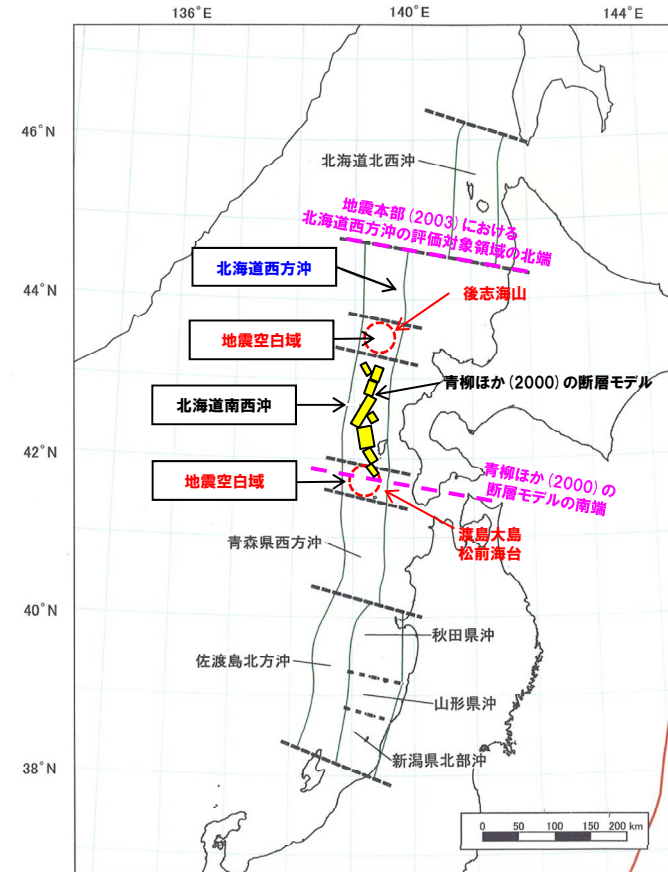 136°E
140°E
144°E
46°N
北海道北西沖
地震本部(2003)における
北海道西方沖の評価対象領域の北端
北海道西方沖
44°N
後志海山
地震空白域
青柳ほか(2000)の断層モデル
北海道南西沖
42°N
地震空白域
青柳ほか(2000)の
断層モデルの南端
渡島大島
松前海台
青森県西方沖
40°N
秋田県沖
佐渡島北方沖
山形県沖
新潟県北部沖
38°N
0 50 100 150 200 km